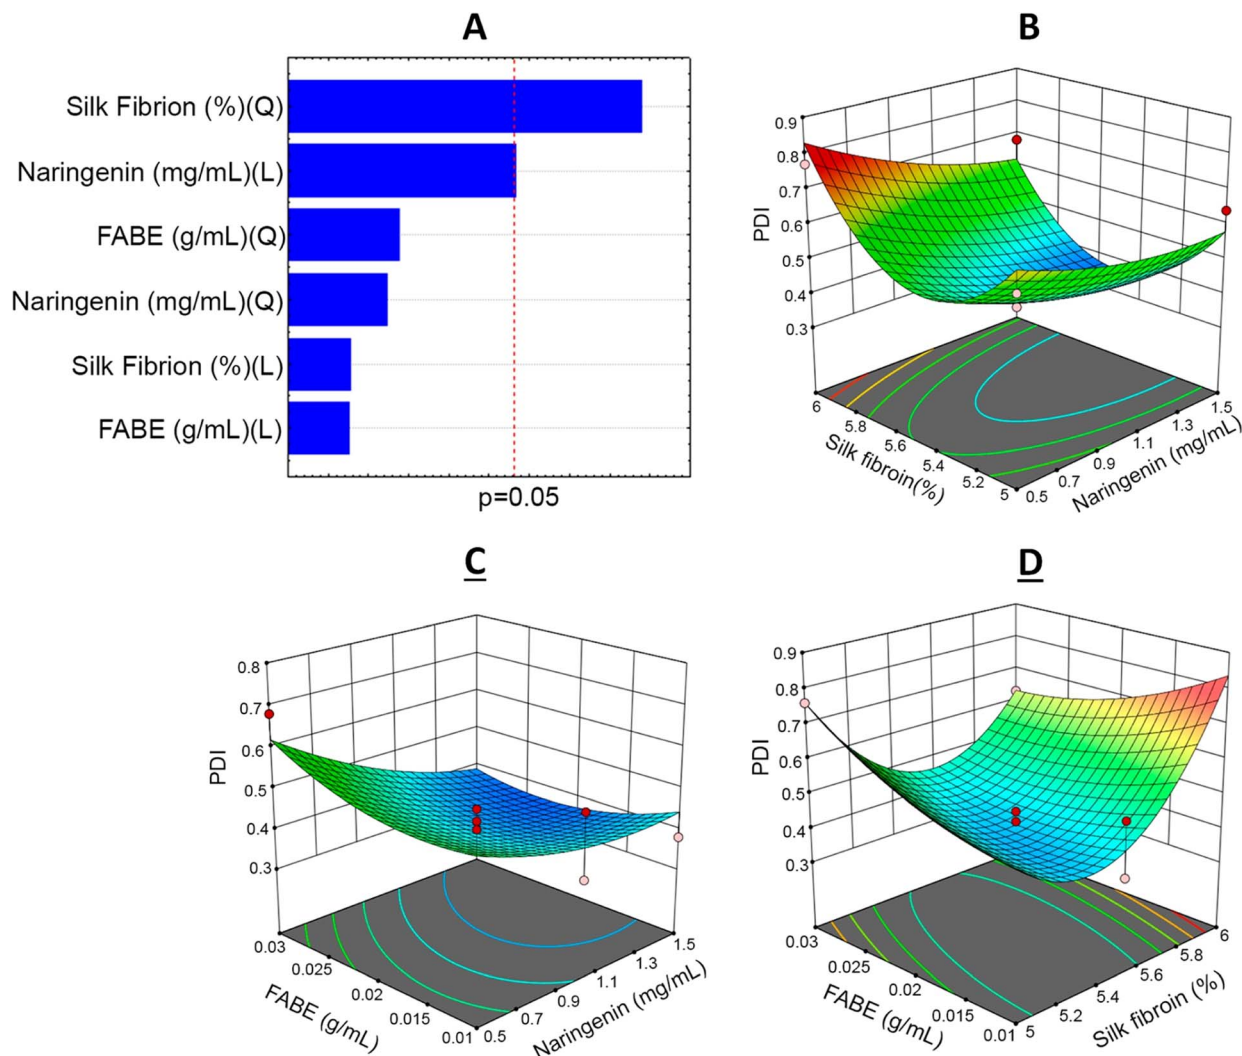 A
Silk Fibrion (%)(Q)
Naringenin (mg/mL)(L)
FABE (g/mL)(Q)
Naringenin (mg/mL)(Q)
Silk Fibrion (%)(L)
FABE (g/mL)(L)
p=0.05
B
0.9
0.8
0.7
0.6
0.5
0.4
0.3
PDI
6
5.8
5.6
5.4
5.2
5
Silk fibroin(%)
0.5
0.7
0.9
1.1
1.3
1.5
Naringenin (mg/mL)
C
0.8
0.7
0.6
0.5
0.4
0.3
PDI
0.03
0.025
0.02
0.015
0.01
FABE (g/mL)
0.5
0.7
0.9
1.1
1.3
1.5
Naringenin (mg/mL)
D
0.9
0.8
0.7
0.6
0.5
0.4
0.3
PDI
0.03
0.025
0.02
0.015
0.01
FABE (g/mL)
5
5.2
5.4
5.6
5.8
6
Silk fibroin (%)